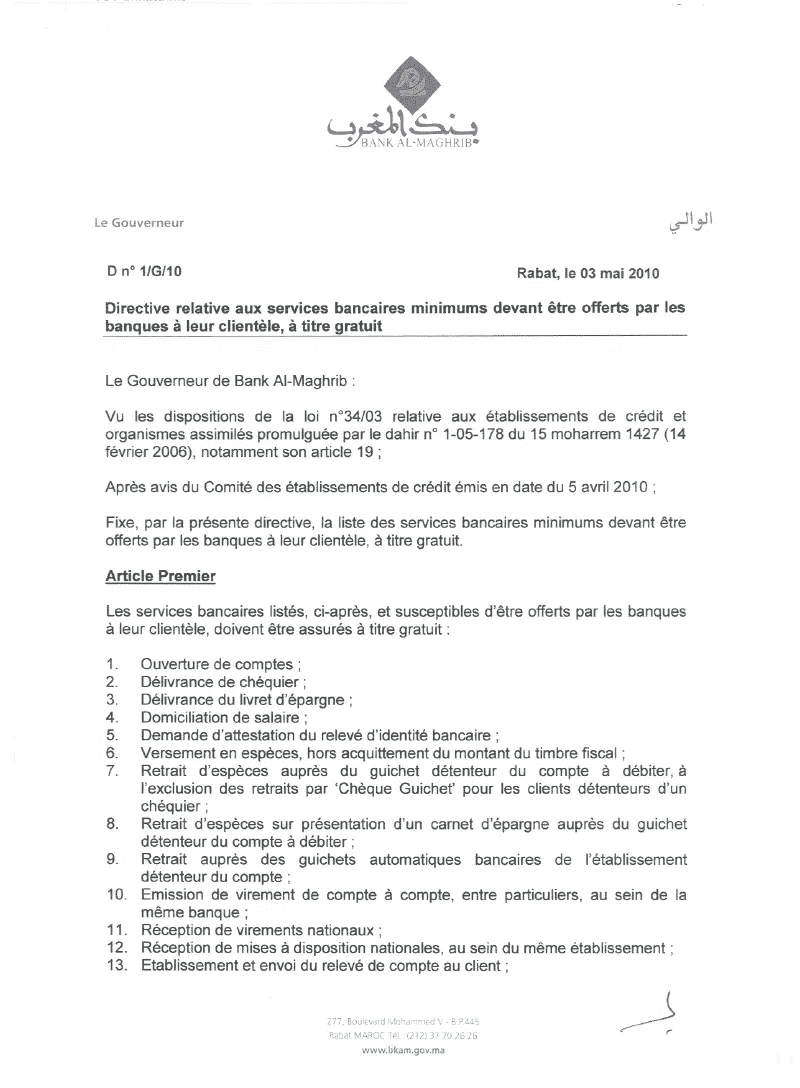 بنك المغرب
BANK AL-MAGHRIB
Le Gouverneur
الوالي
D n° 1/G/10
Rabat, le 03 mai 2010
Directive relative aux services bancaires minimums devant être offerts par les
banques à leur clientèle, à titre gratuit
Le Gouverneur de Bank Al-Maghrib :
Vu les dispositions de la loi n°34/03 relative aux établissements de crédit et
organismes assimilés promulguée par le dahir n° 1-05-178 du 15 moharrem 1427 (14
février 2006), notamment son article 19 ;
Après avis du Comité des établissements de crédit émis en date du 5 avril 2010 ;
Fixe, par la présente directive, la liste des services bancaires minimums devant être
offerts par les banques à leur clientèle, à titre gratuit.
Article Premier
Les services bancaires listés, ci-après, et susceptibles d'être offerts par les banques
à leur clientèle, doivent être assurés à titre gratuit :
1. Ouverture de comptes ;
2. Délivrance de chéquier ;
3. Délivrance du livret d'épargne ;
4. Domiciliation de salaire ;
5. Demande d'attestation du relevé d'identité bancaire ;
6. Versement en espèces, hors acquittement du montant du timbre fiscal ;
7. Retrait d'espèces auprès du guichet détenteur du compte à débiter, à
l'exclusion des retraits par 'Chèque Guichet' pour les clients détenteurs d'un
chéquier ;
8. Retrait d'espèces sur présentation d'un carnet d'épargne auprès du guichet
détenteur du compte à débiter ;
9. Retrait auprès des guichets automatiques bancaires de l'établissement
détenteur du compte ;
10. Emission de virement de compte à compte, entre particuliers, au sein de la
même banque ;
11. Réception de virements nationaux ;
12. Réception de mises à disposition nationales, au sein du même établissement ;
13. Etablissement et envoi du relevé de compte au client ;
277, Boulevard Mohammed V - B.P.445
Rabat MAROC Tél.: (212) 37 70 26 26
www.bkam.gov.ma